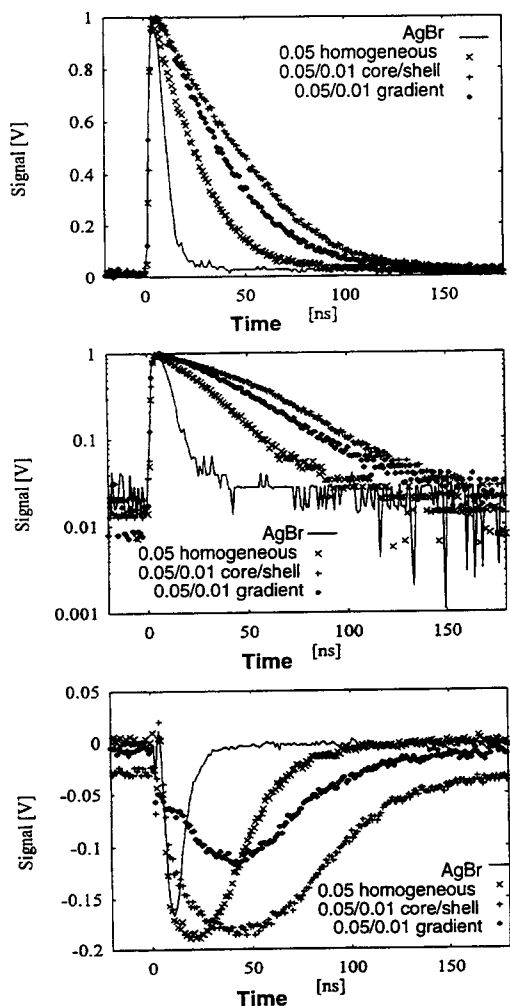 1
0.8
0.6
0.4
0.2
0
Signal [V]
AgBr
0.05 homogeneous
0.05/0.01 core/shell
0.05/0.01 gradient
0 50 100 150
Time [ns]
1
0.1
0.01
0.001
Signal [V]
AgBr
0.05 homogeneous
0.05/0.01 core/shell
0.05/0.01 gradient
0 50 100 150
Time [ns]
0.05
0
-0.05
-0.1
-0.15
-0.2
Signal [V]
AgBr
0.05 homogeneous
0.05/0.01 core/shell
0.05/0.01 gradient
0 50 100 150
Time [ns]